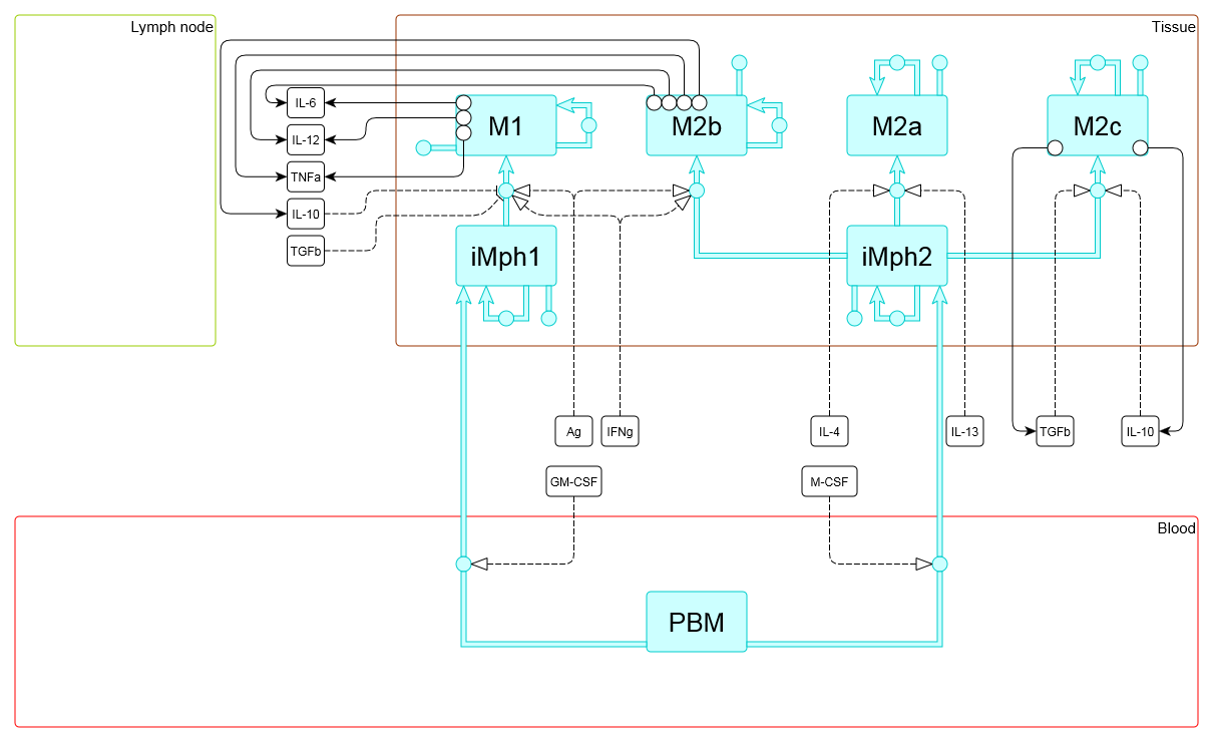 Lymph node
Tissue
IL-6
M1
M2b
M2a
M2c
IL-12
TNFa
IL-10
TGFb
iMph1
iMph2
Ag
IFNg
IL-4
IL-13
TGFb
IL-10
GM-CSF
M-CSF
Blood
PBM